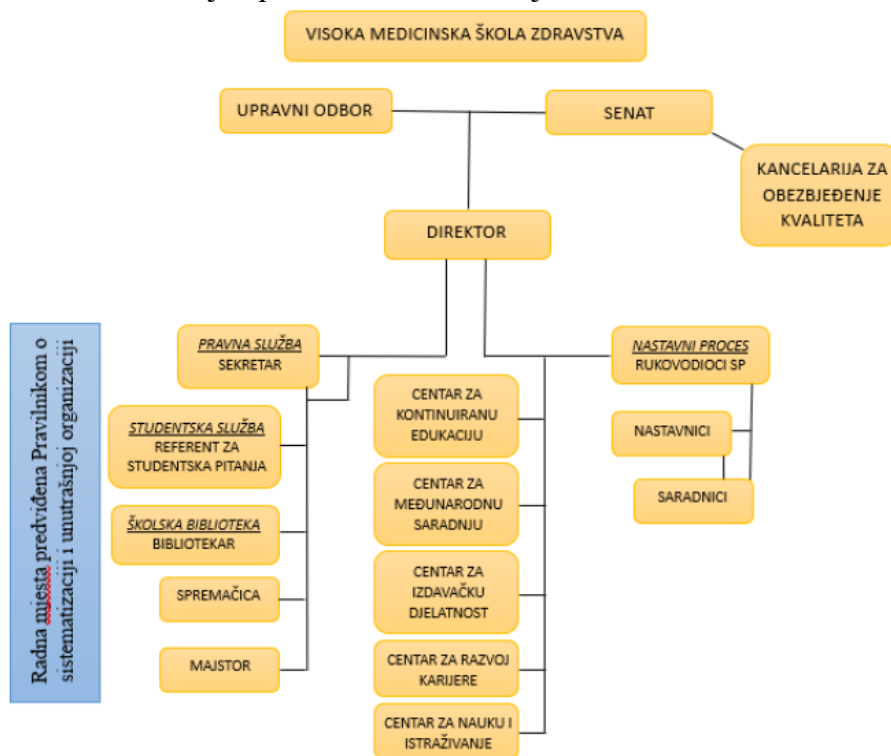 VISOKA MEDICINSKA ŠKOLA ZDRAVSTVA
UPRAVNI ODBOR
SENAT
KANCELARIJA ZA
OBEZBJEĐENJE
KVALITETA
DIREKTOR
Radna mjesta predviđena Pravilnikom o
sistematizaciji i unutrašnjoj organizaciji
PRAVNA SLUŽBA
SEKRETAR
STUDENTSKA SLUŽBA
REFERENT ZA
STUDENTSKA PITANJA
ŠKOLSKA BIBLIOTEKA
BIBLIOTEKAR
SPREMAČICA
MAJSTOR
CENTAR ZA
KONTINUIRANU
EDUKACIJU
CENTAR ZA
MEĐUNARODNU
SARADNJU
CENTAR ZA
IZDAVAČKU
DJELATNOST
CENTAR ZA RAZVOJ
KARIJERE
CENTAR ZA NAUKU I
ISTRAŽIVANJE
NASTAVNI PROCES
RUKOVODIOCI SP
NASTAVNICI
SARADNICI